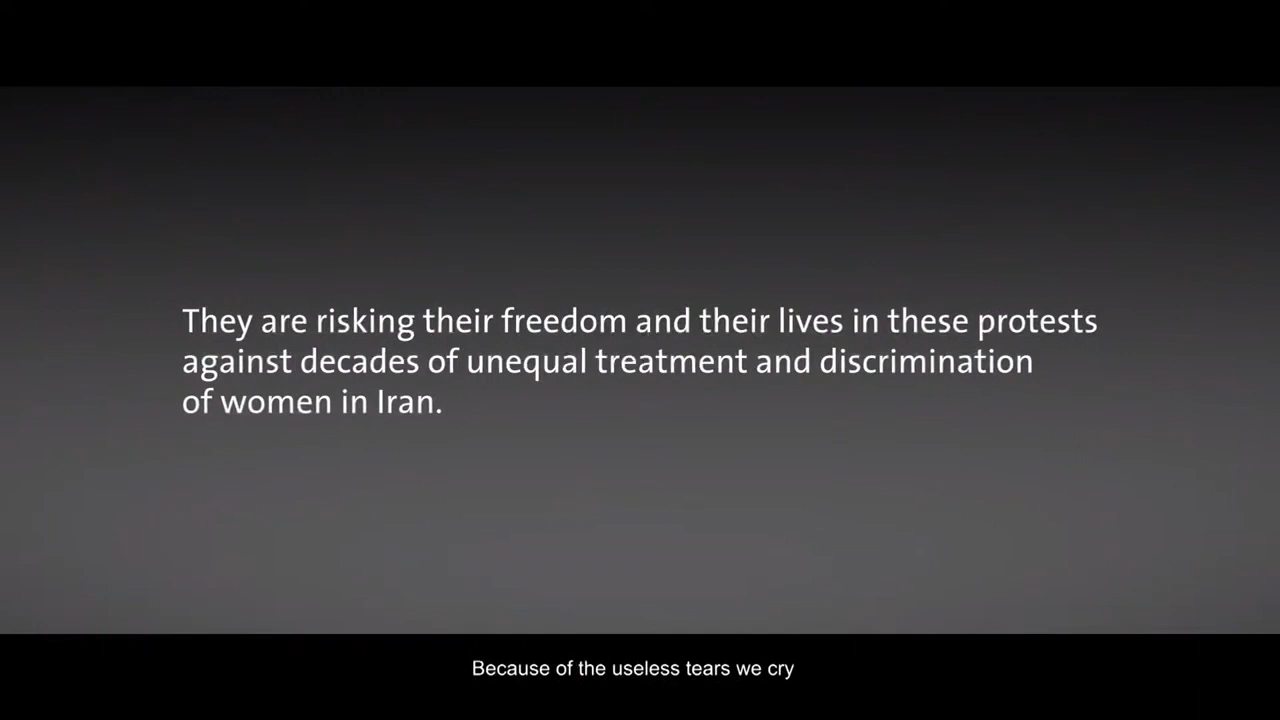 They are risking their freedom and their lives in these protests
against decades of unequal treatment and discrimination
of women in Iran.
Because of the useless tears we cry